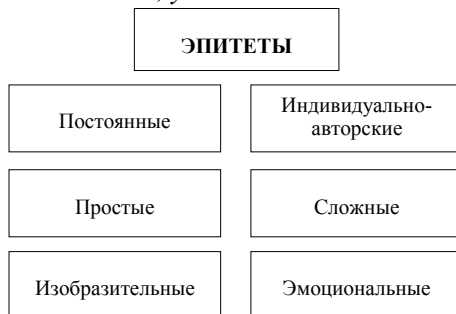 ЭПИТЕТЫ
Постоянные
Индивидуально-
авторские
Простые
Сложные
Изобразительные
Эмоциональные